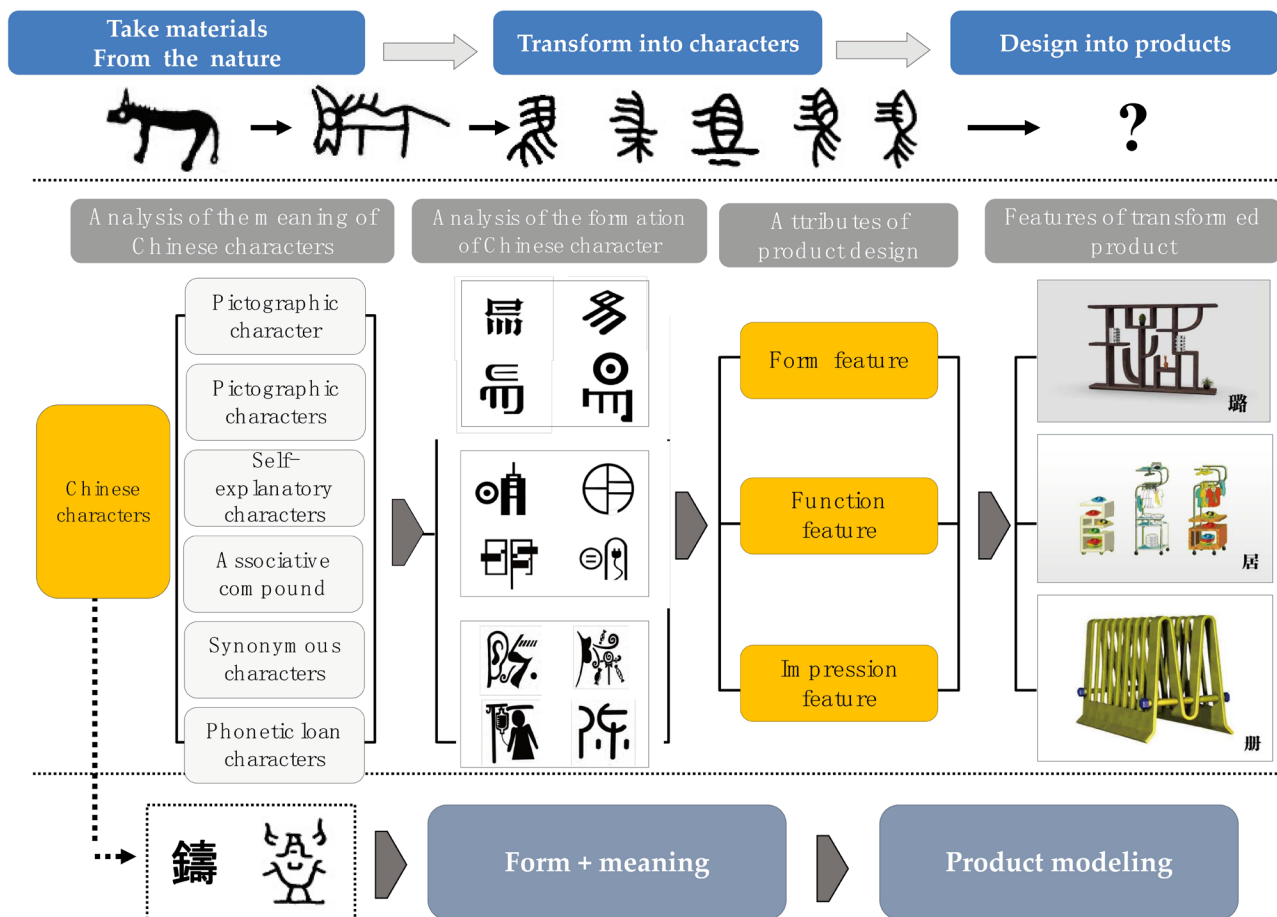 Take materials
From the nature
Transform into characters
Design into products
?
Analysis of the meaning of
Chinese characters
Analysis of the formation
of Chinese character
Attributes of
product design
Features of transformed
product
Chinese
characters
Pictographic
character
Pictographic
characters
Self-
explanatory
characters
Associative
compound
Synonymous
characters
Phonetic loan
characters
Form feature
Function
feature
Impression
feature
璐
居
册
鑄
Form + meaning
Product modeling